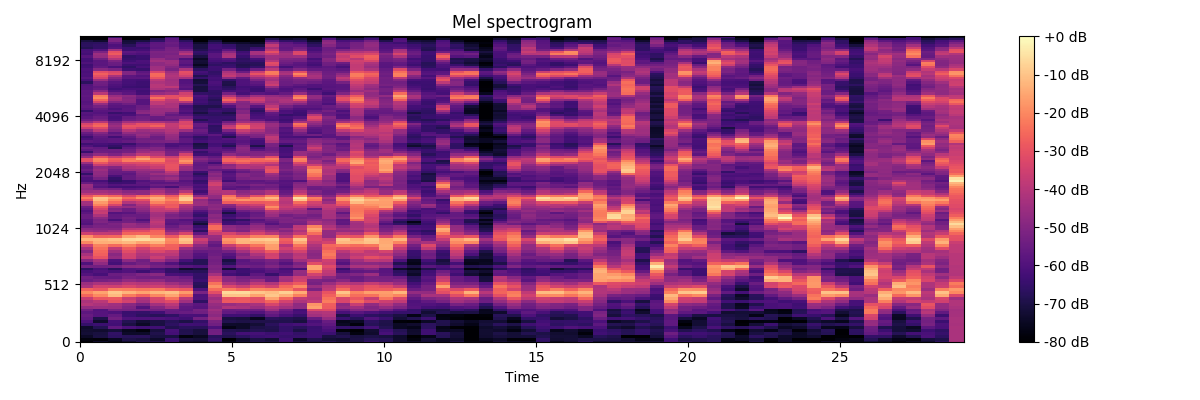 Mel spectrogram
Hz
8192
4096
2048
1024
512
0
0 5 10 15 20 25
Time
+0 dB
-10 dB
-20 dB
-30 dB
-40 dB
-50 dB
-60 dB
-70 dB
-80 dB